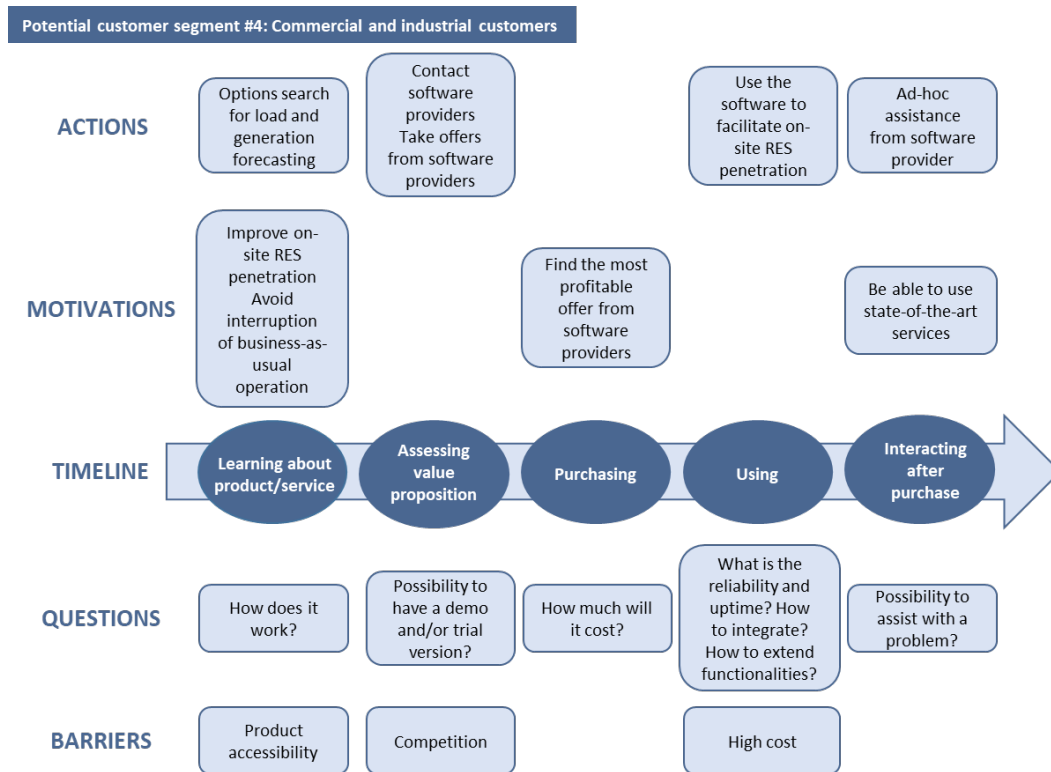 Potential customer segment #4: Commercial and industrial customers
ACTIONS
Options search
for load and
generation
forecasting
Contact
software
providers
Take offers
from software
providers
Use the
software to
facilitate on-
site RES
penetration
Ad-hoc
assistance
from software
provider
MOTIVATIONS
Improve on-
site RES
penetration
Avoid
interruption
of business-as-
usual
operation
Find the most
profitable
offer from
software
providers
Be able to use
state-of-the-art
services
TIMELINE
Learning about
product/service
Assessing
value
proposition
Purchasing
Using
Interacting
after
purchase
QUESTIONS
How does it
work?
Possibility to
have a demo
and/or trial
version?
How much will
it cost?
What is the
reliability and
uptime? How
to integrate?
How to extend
functionalities?
Possibility to
assist with a
problem?
BARRIERS
Product
accessibility
Competition
High cost